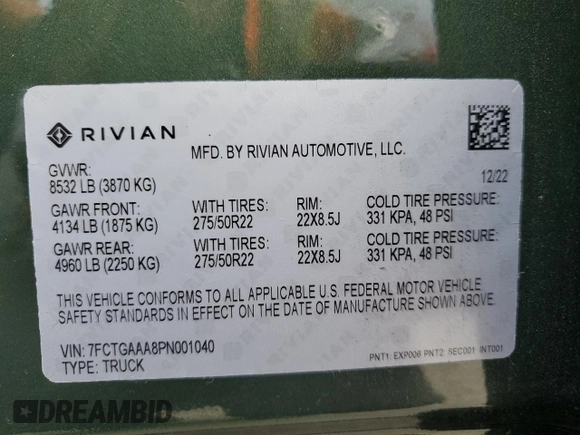 RIVIAN
MFD. BY RIVIAN AUTOMOTIVE, LLC.
GVWR:
8532 LB (3870 KG)
12/22
GAWR FRONT: WITH TIRES: RIM: COLD TIRE PRESSURE:
4134 LB (1875 KG) 275/50R22 22X8.5J 331 KPA, 48 PSI
GAWR REAR: WITH TIRES: RIM: COLD TIRE PRESSURE:
4960 LB (2250 KG) 275/50R22 22X8.5J 331 KPA, 48 PSI
THIS VEHICLE CONFORMS TO ALL APPLICABLE U.S. FEDERAL MOTOR VEHICLE
SAFETY STANDARDS IN EFFECT ON THE DATE OF MANUFACTURE SHOWN ABOVE.
VIN: 7FCTGAAA8PN001040
TYPE: TRUCK
PNT1: EXP006 PNT2: SEC001 INT001
DREAMBID